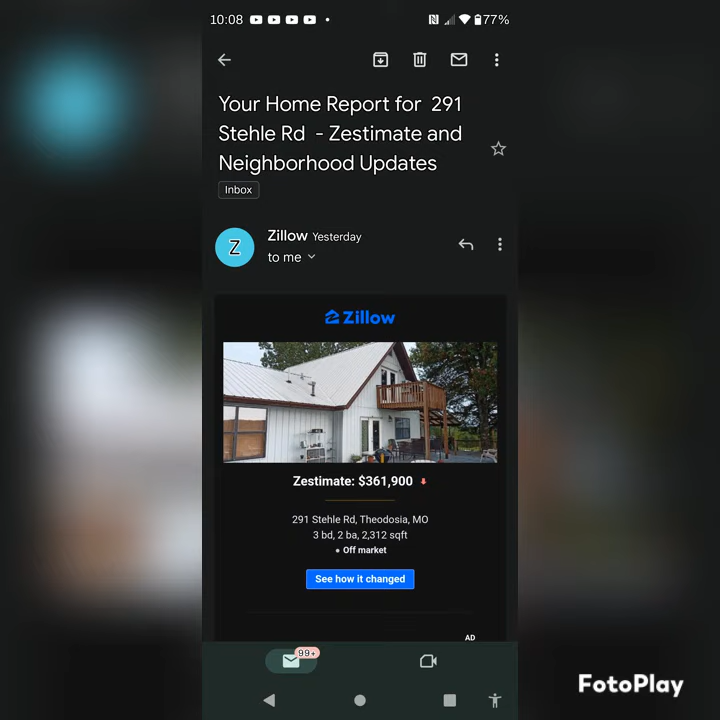 10:08
77%
Your Home Report for 291
Stehle Rd - Zestimate and
Neighborhood Updates
Inbox
Z
Zillow Yesterday
to me
Zillow
Zestimate: $361,900
291 Stehle Rd, Theodosia, MO
3 bd, 2 ba, 2,312 sqft
• Off market
See how it changed
AD
99+
FotoPlay